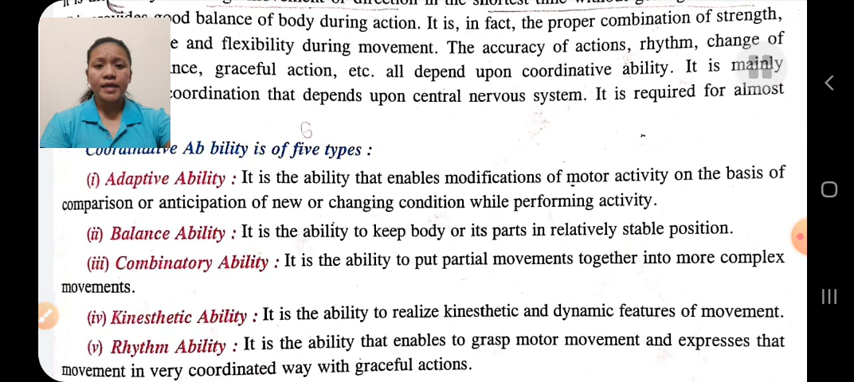 good balance of body during action. It is, in fact, the proper combination of strength,
e and flexibility during movement. The accuracy of actions, rhythm, change of
nce, graceful action, etc. all depend upon coordinative ability. It is mainly
coordination that depends upon central nervous system. It is required for almost
6
Coordinative Ab bility is of five types :
(i) Adaptive Ability : It is the ability that enables modifications of motor activity on the basis of
comparison or anticipation of new or changing condition while performing activity.
(ii) Balance Ability : It is the ability to keep body or its parts in relatively stable position.
(iii) Combinatory Ability : It is the ability to put partial movements together into more complex
movements.
(iv) Kinesthetic Ability : It is the ability to realize kinesthetic and dynamic features of movement.
(v) Rhythm Ability : It is the ability that enables to grasp motor movement and expresses that
movement in very coordinated way with graceful actions.